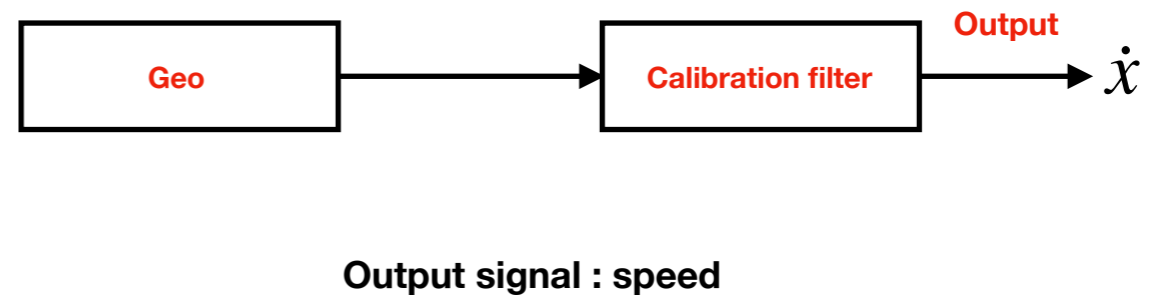 Output
Geo
Calibration filter
ẋ
Output signal : speed